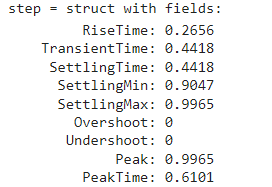 step = struct with fields:
RiseTime: 0.2656
TransientTime: 0.4418
SettlingTime: 0.4418
SettlingMin: 0.9047
SettlingMax: 0.9965
Overshoot: 0
Undershoot: 0
Peak: 0.9965
PeakTime: 0.6101